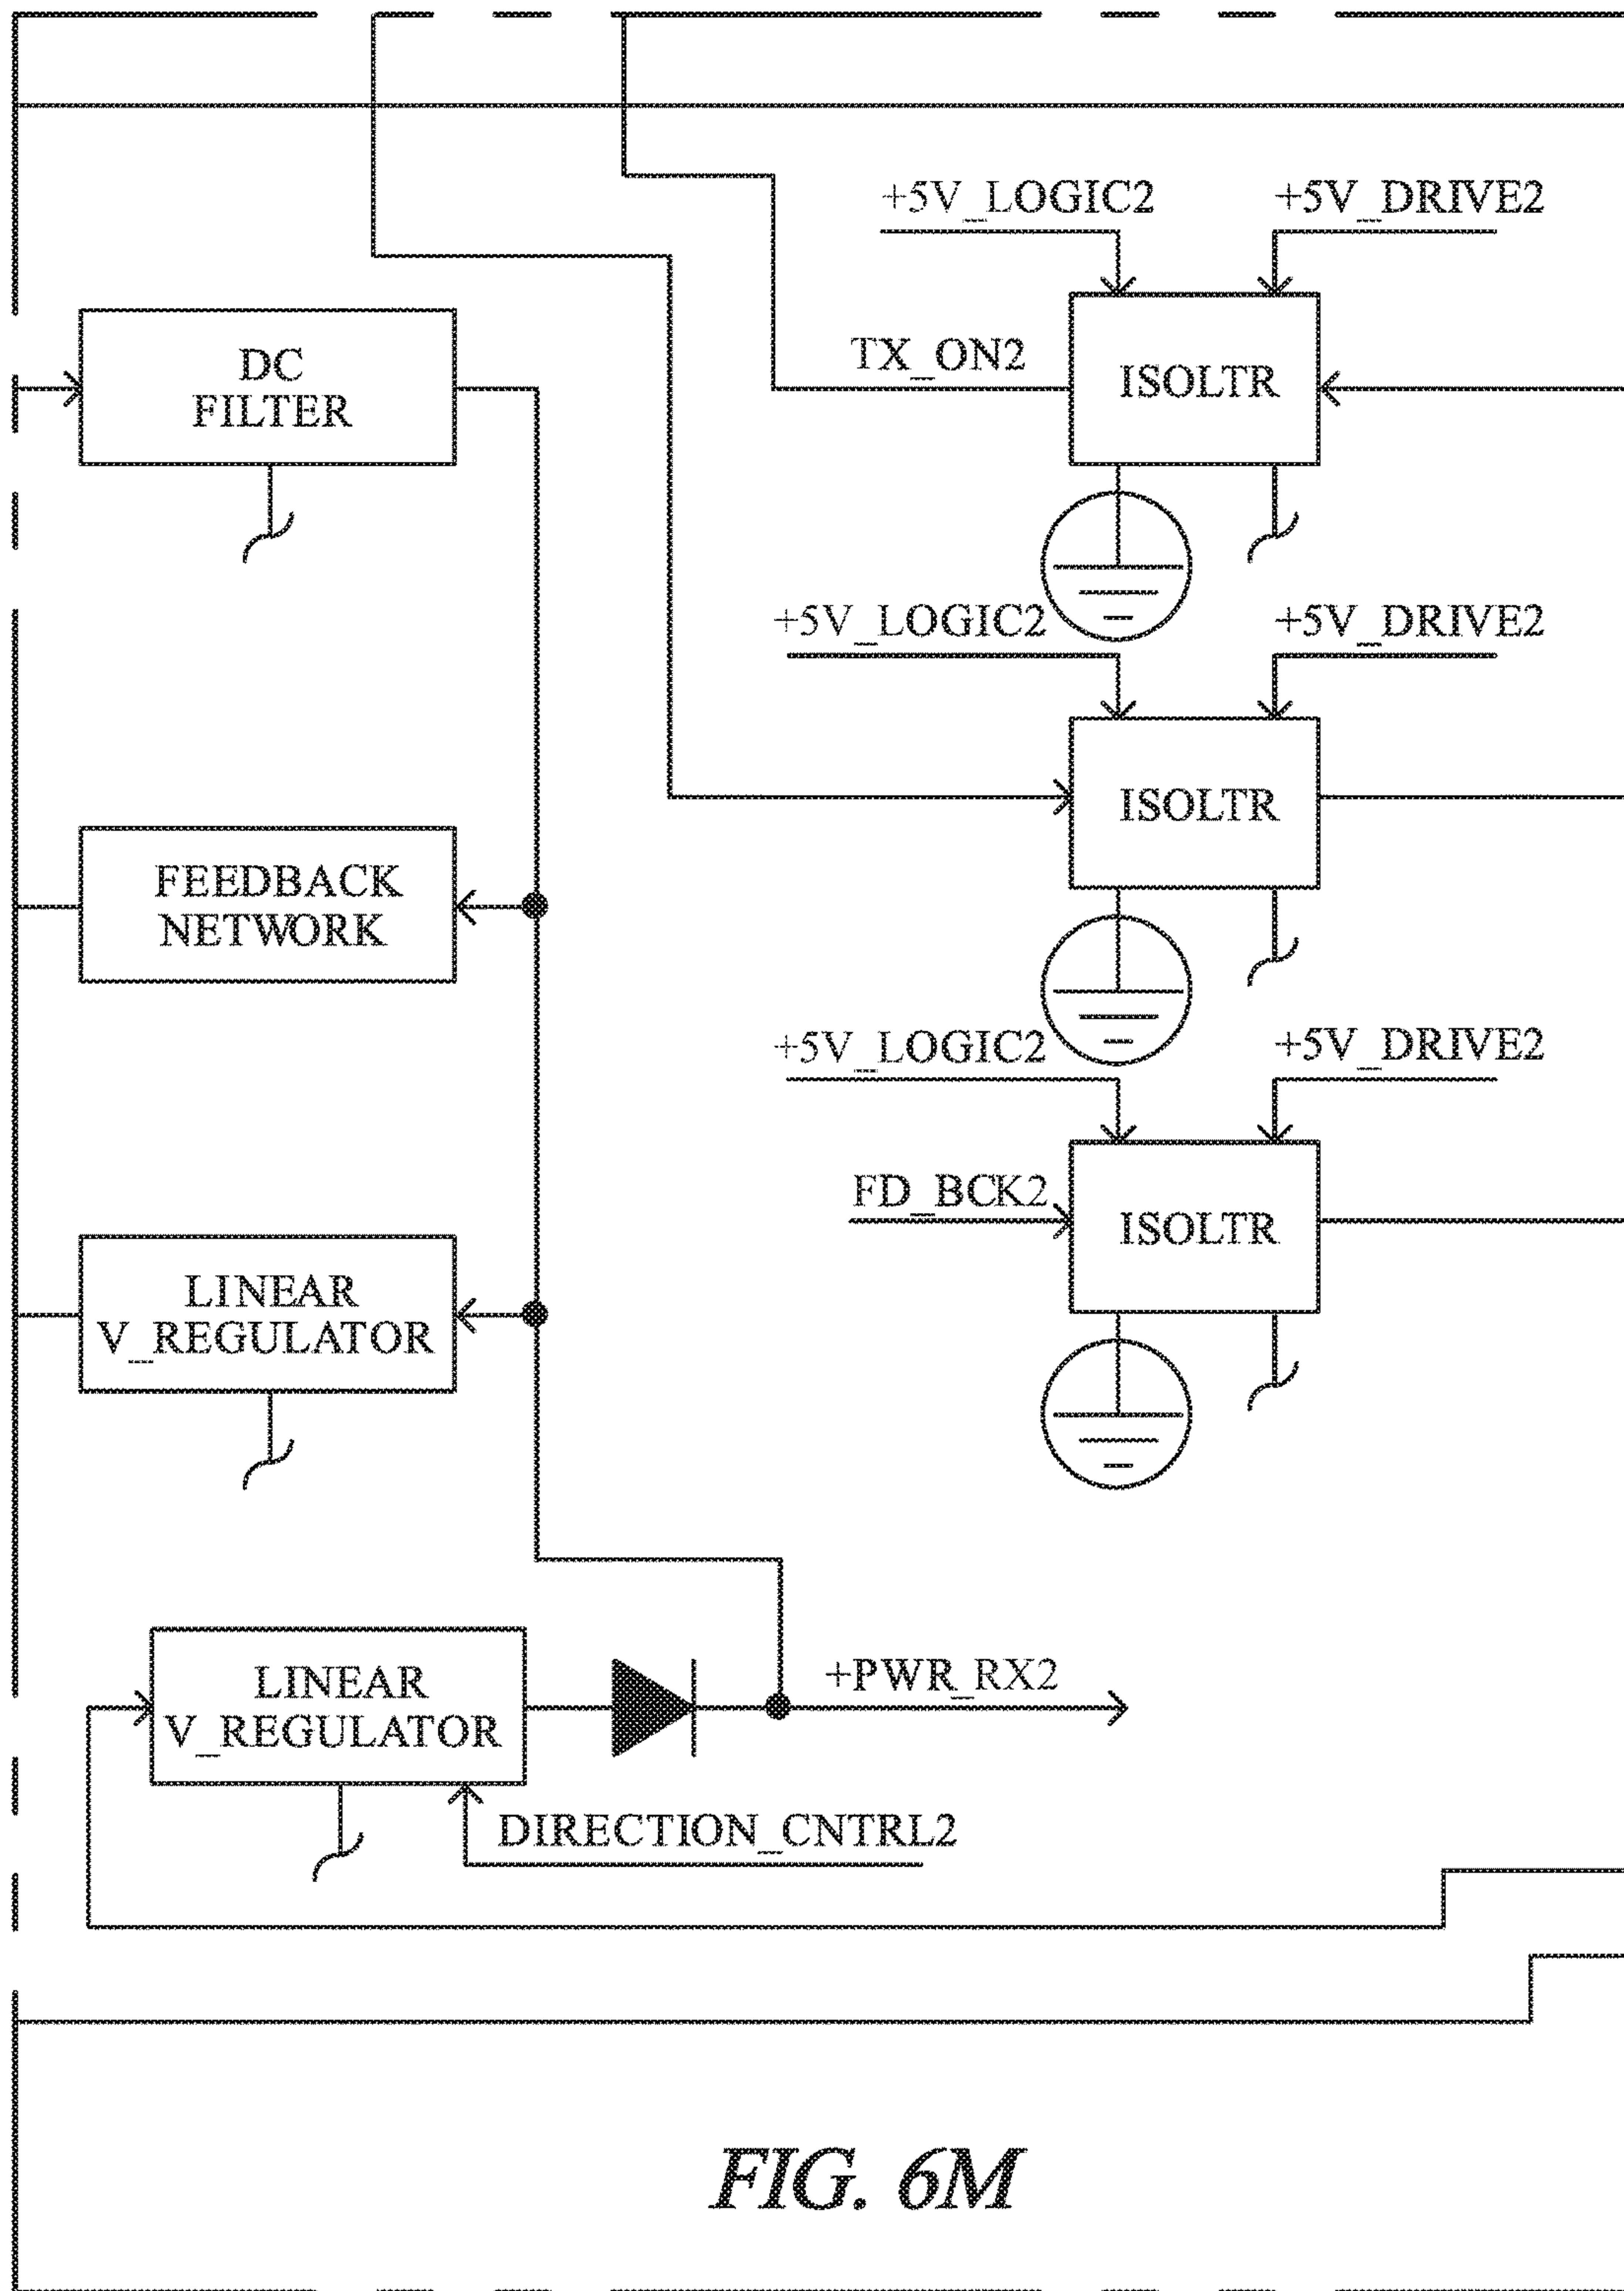 +5V_LOGIC2
+5V_DRIVE2
DC
FILTER
TX_ON2
ISOLTR
+5V_LOGIC2
+5V_DRIVE2
ISOLTR
FEEDBACK
NETWORK
+5V_LOGIC2
+5V_DRIVE2
FD_BCK2
ISOLTR
LINEAR
V_REGULATOR
LINEAR
V_REGULATOR
+PWR_RX2
DIRECTION_CNTRL2
FIG. 6M